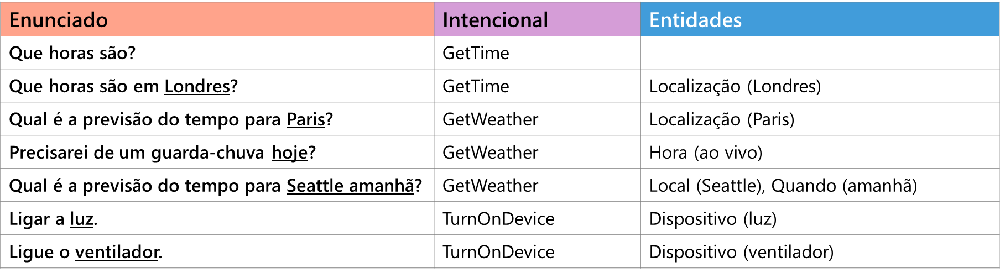 Enunciado Intencional Entidades
Que horas são? GetTime
Que horas são em Londres? GetTime Localização (Londres)
Qual é a previsão do tempo para Paris? GetWeather Localização (Paris)
Precisarei de um guarda-chuva hoje? GetWeather Hora (ao vivo)
Qual é a previsão do tempo para Seattle amanhã? GetWeather Local (Seattle), Quando (amanhã)
Ligar a luz. TurnOnDevice Dispositivo (luz)
Ligue o ventilador. TurnOnDevice Dispositivo (ventilador)